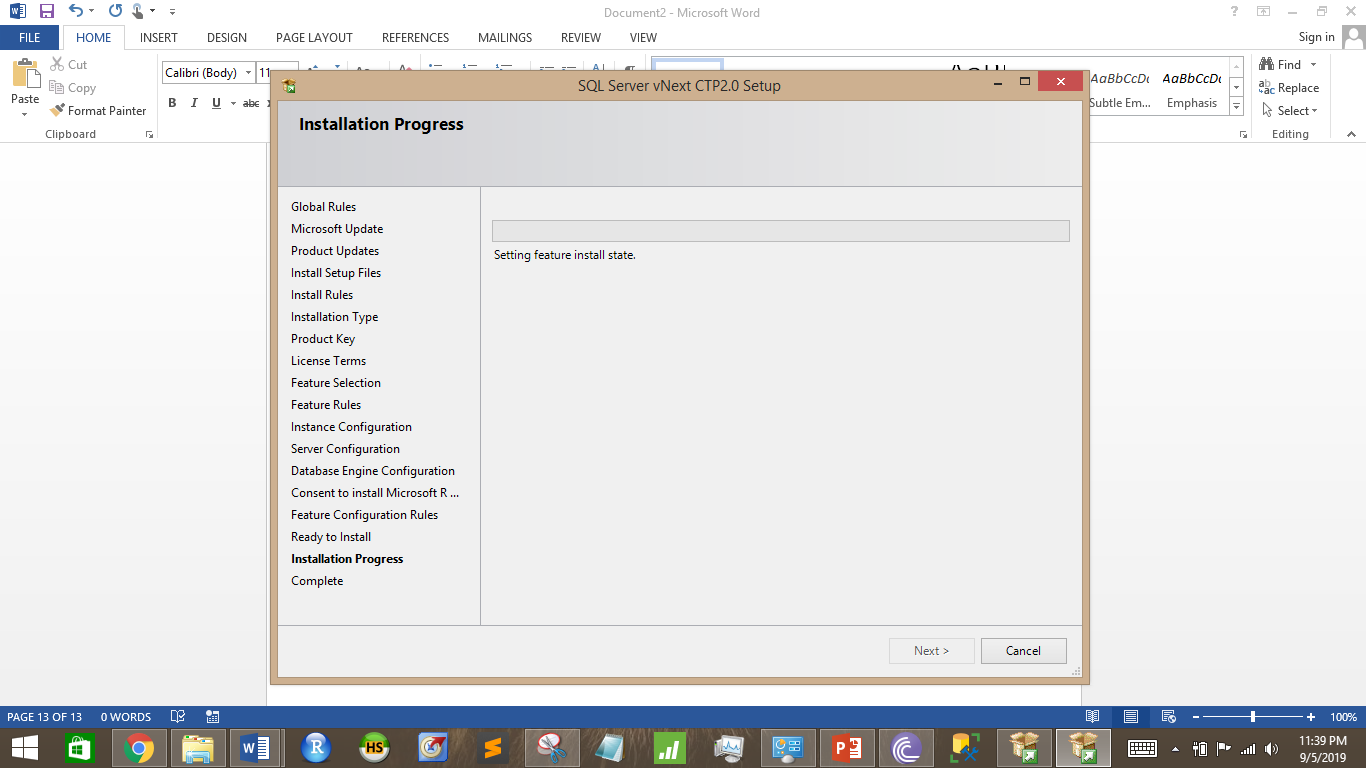 Document2 - Microsoft Word
FILE HOME INSERT DESIGN PAGE LAYOUT REFERENCES MAILINGS REVIEW VIEW Sign in
Cut
Copy
Format Painter
Paste
Clipboard
Calibri (Body) 11
B I U abc
AaBbCcDc AaBbCcDc
Subtle Em... Emphasis
Find
Replace
Select
Editing
SQL Server vNext CTP2.0 Setup
Installation Progress
Global Rules
Microsoft Update
Product Updates
Install Setup Files
Install Rules
Installation Type
Product Key
License Terms
Feature Selection
Feature Rules
Instance Configuration
Server Configuration
Database Engine Configuration
Consent to install Microsoft R ...
Feature Configuration Rules
Ready to Install
Installation Progress
Complete
Setting feature install state.
Next >
Cancel
PAGE 13 OF 13 0 WORDS 100%
11:39 PM
9/5/2019